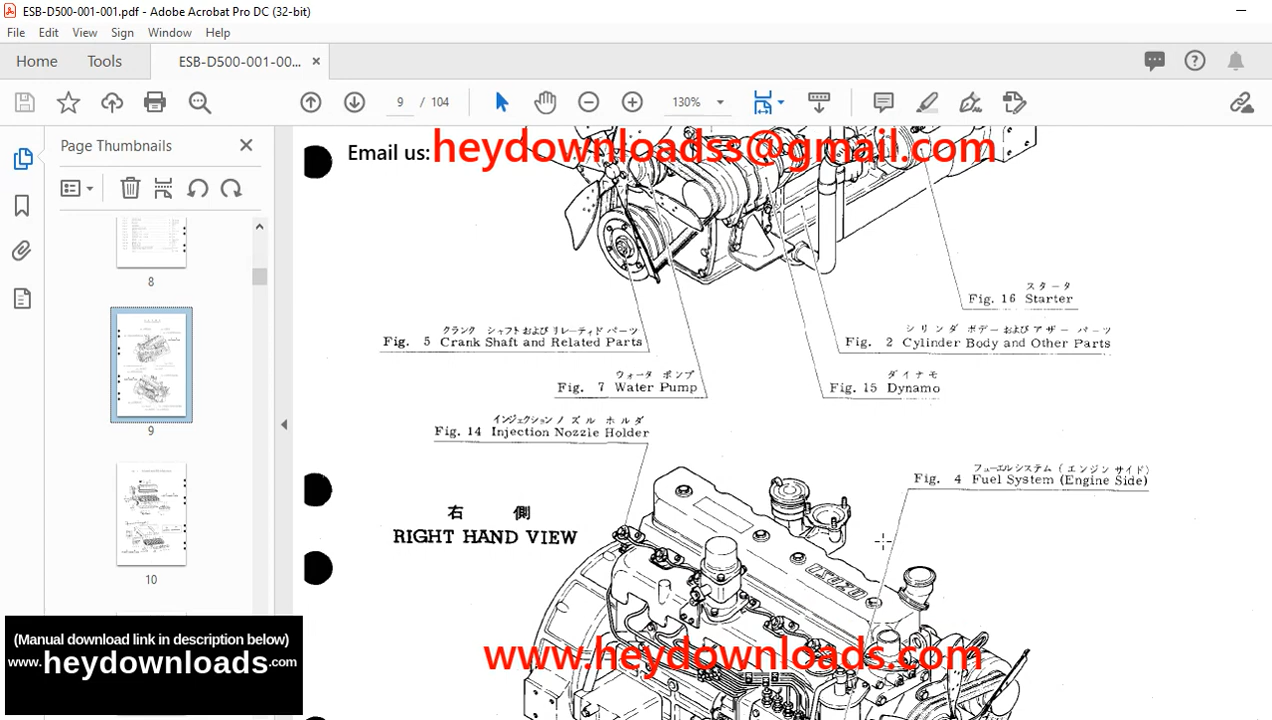 ESB-D500-001-001.pdf - Adobe Acrobat Pro DC (32-bit)
File Edit View Sign Window Help
Home Tools ESB-D500-001-00... ×
9 / 104 130%
Page Thumbnails
8
9
10
Email us: heydownloadss@gmail.com
スタータ
Fig. 16 Starter
クランク シャフトおよびリレーティド パーツ
Fig. 5 Crank Shaft and Related Parts
シリンダ ボデーおよびアザー パーツ
Fig. 2 Cylinder Body and Other Parts
ウォータ ポンプ
Fig. 7 Water Pump
ダイナモ
Fig. 15 Dynamo
インジェクション ノズル ホルダ
Fig. 14 Injection Nozzle Holder
フューエルシステム (エンジン サイド)
Fig. 4 Fuel System (Engine Side)
右 側
RIGHT HAND VIEW
ISUZU
www.heydownloads.com
(Manual download link in description below)
www.heydownloads.com